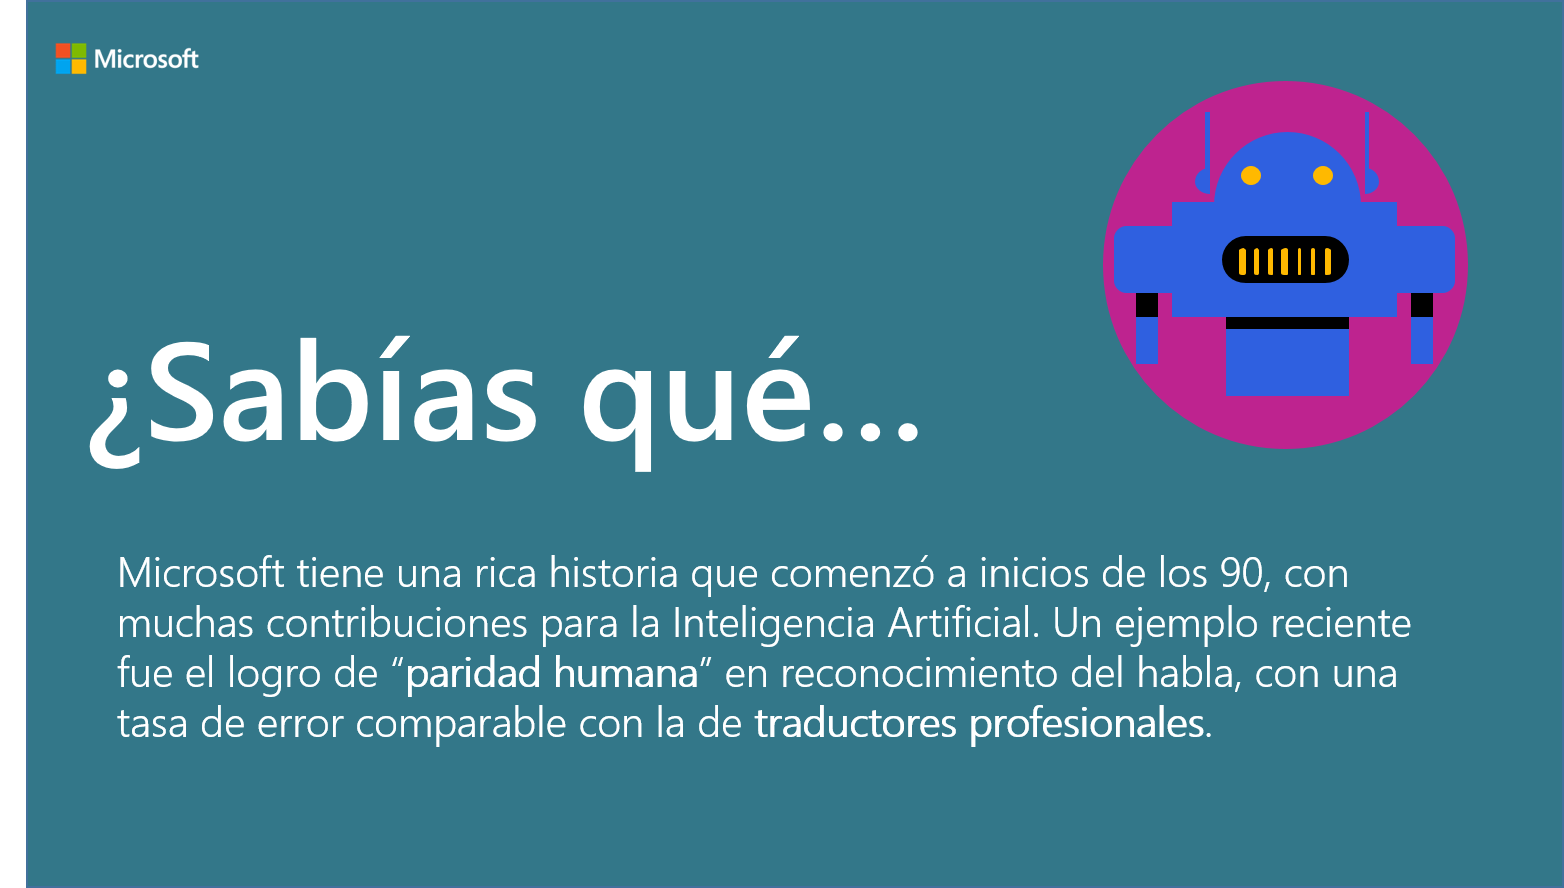 Microsoft
¿Sabías qué...
Microsoft tiene una rica historia que comenzó a inicios de los 90, con
muchas contribuciones para la Inteligencia Artificial. Un ejemplo reciente
fue el logro de “paridad humana” en reconocimiento del habla, con una
tasa de error comparable con la de traductores profesionales.